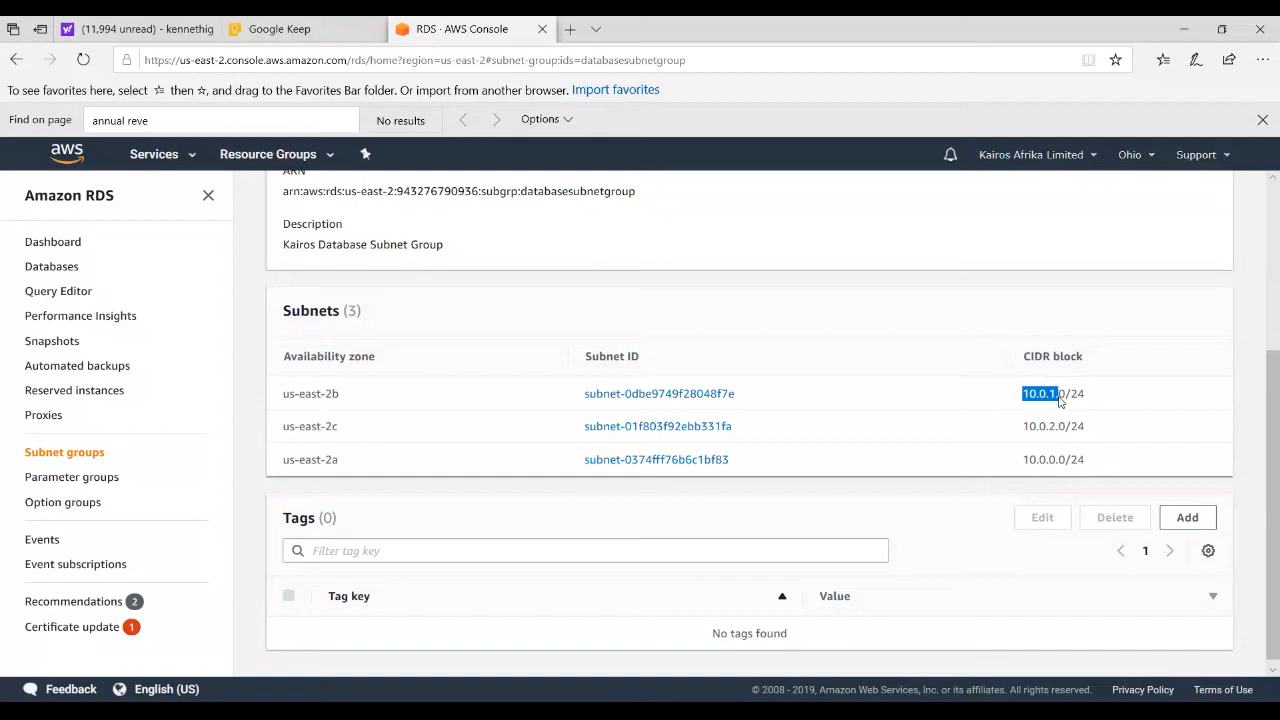 (11,994 unread) - kennethig
Google Keep
RDS · AWS Console
https://us-east-2.console.aws.amazon.com/rds/home?region=us-east-2#subnet-group:ids=databasesubnetgroup
To see favorites here, select ☆ then ☆, and drag to the Favorites Bar folder. Or import from another browser. Import favorites
Find on page
annual reve
No results
Options
aws
Services
Resource Groups
Kairos Afrika Limited
Ohio
Support
Amazon RDS
Dashboard
Databases
Query Editor
Performance Insights
Snapshots
Automated backups
Reserved instances
Proxies
Subnet groups
Parameter groups
Option groups
Events
Event subscriptions
Recommendations 2
Certificate update 1
ARN
arn:aws:rds:us-east-2:943276790936:subgrp:databasesubnetgroup
Description
Kairos Database Subnet Group
Subnets (3)
Availability zone Subnet ID CIDR block
us-east-2b subnet-0dbe9749f28048f7e 10.0.1.0/24
us-east-2c subnet-01f803f92ebb331fa 10.0.2.0/24
us-east-2a subnet-0374fff76b6c1bf83 10.0.0.0/24
Tags (0)
Edit
Delete
Add
Filter tag key
1
Tag key Value
No tags found
Feedback
English (US)
© 2008 - 2019, Amazon Web Services, Inc. or its affiliates. All rights reserved.
Privacy Policy
Terms of Use